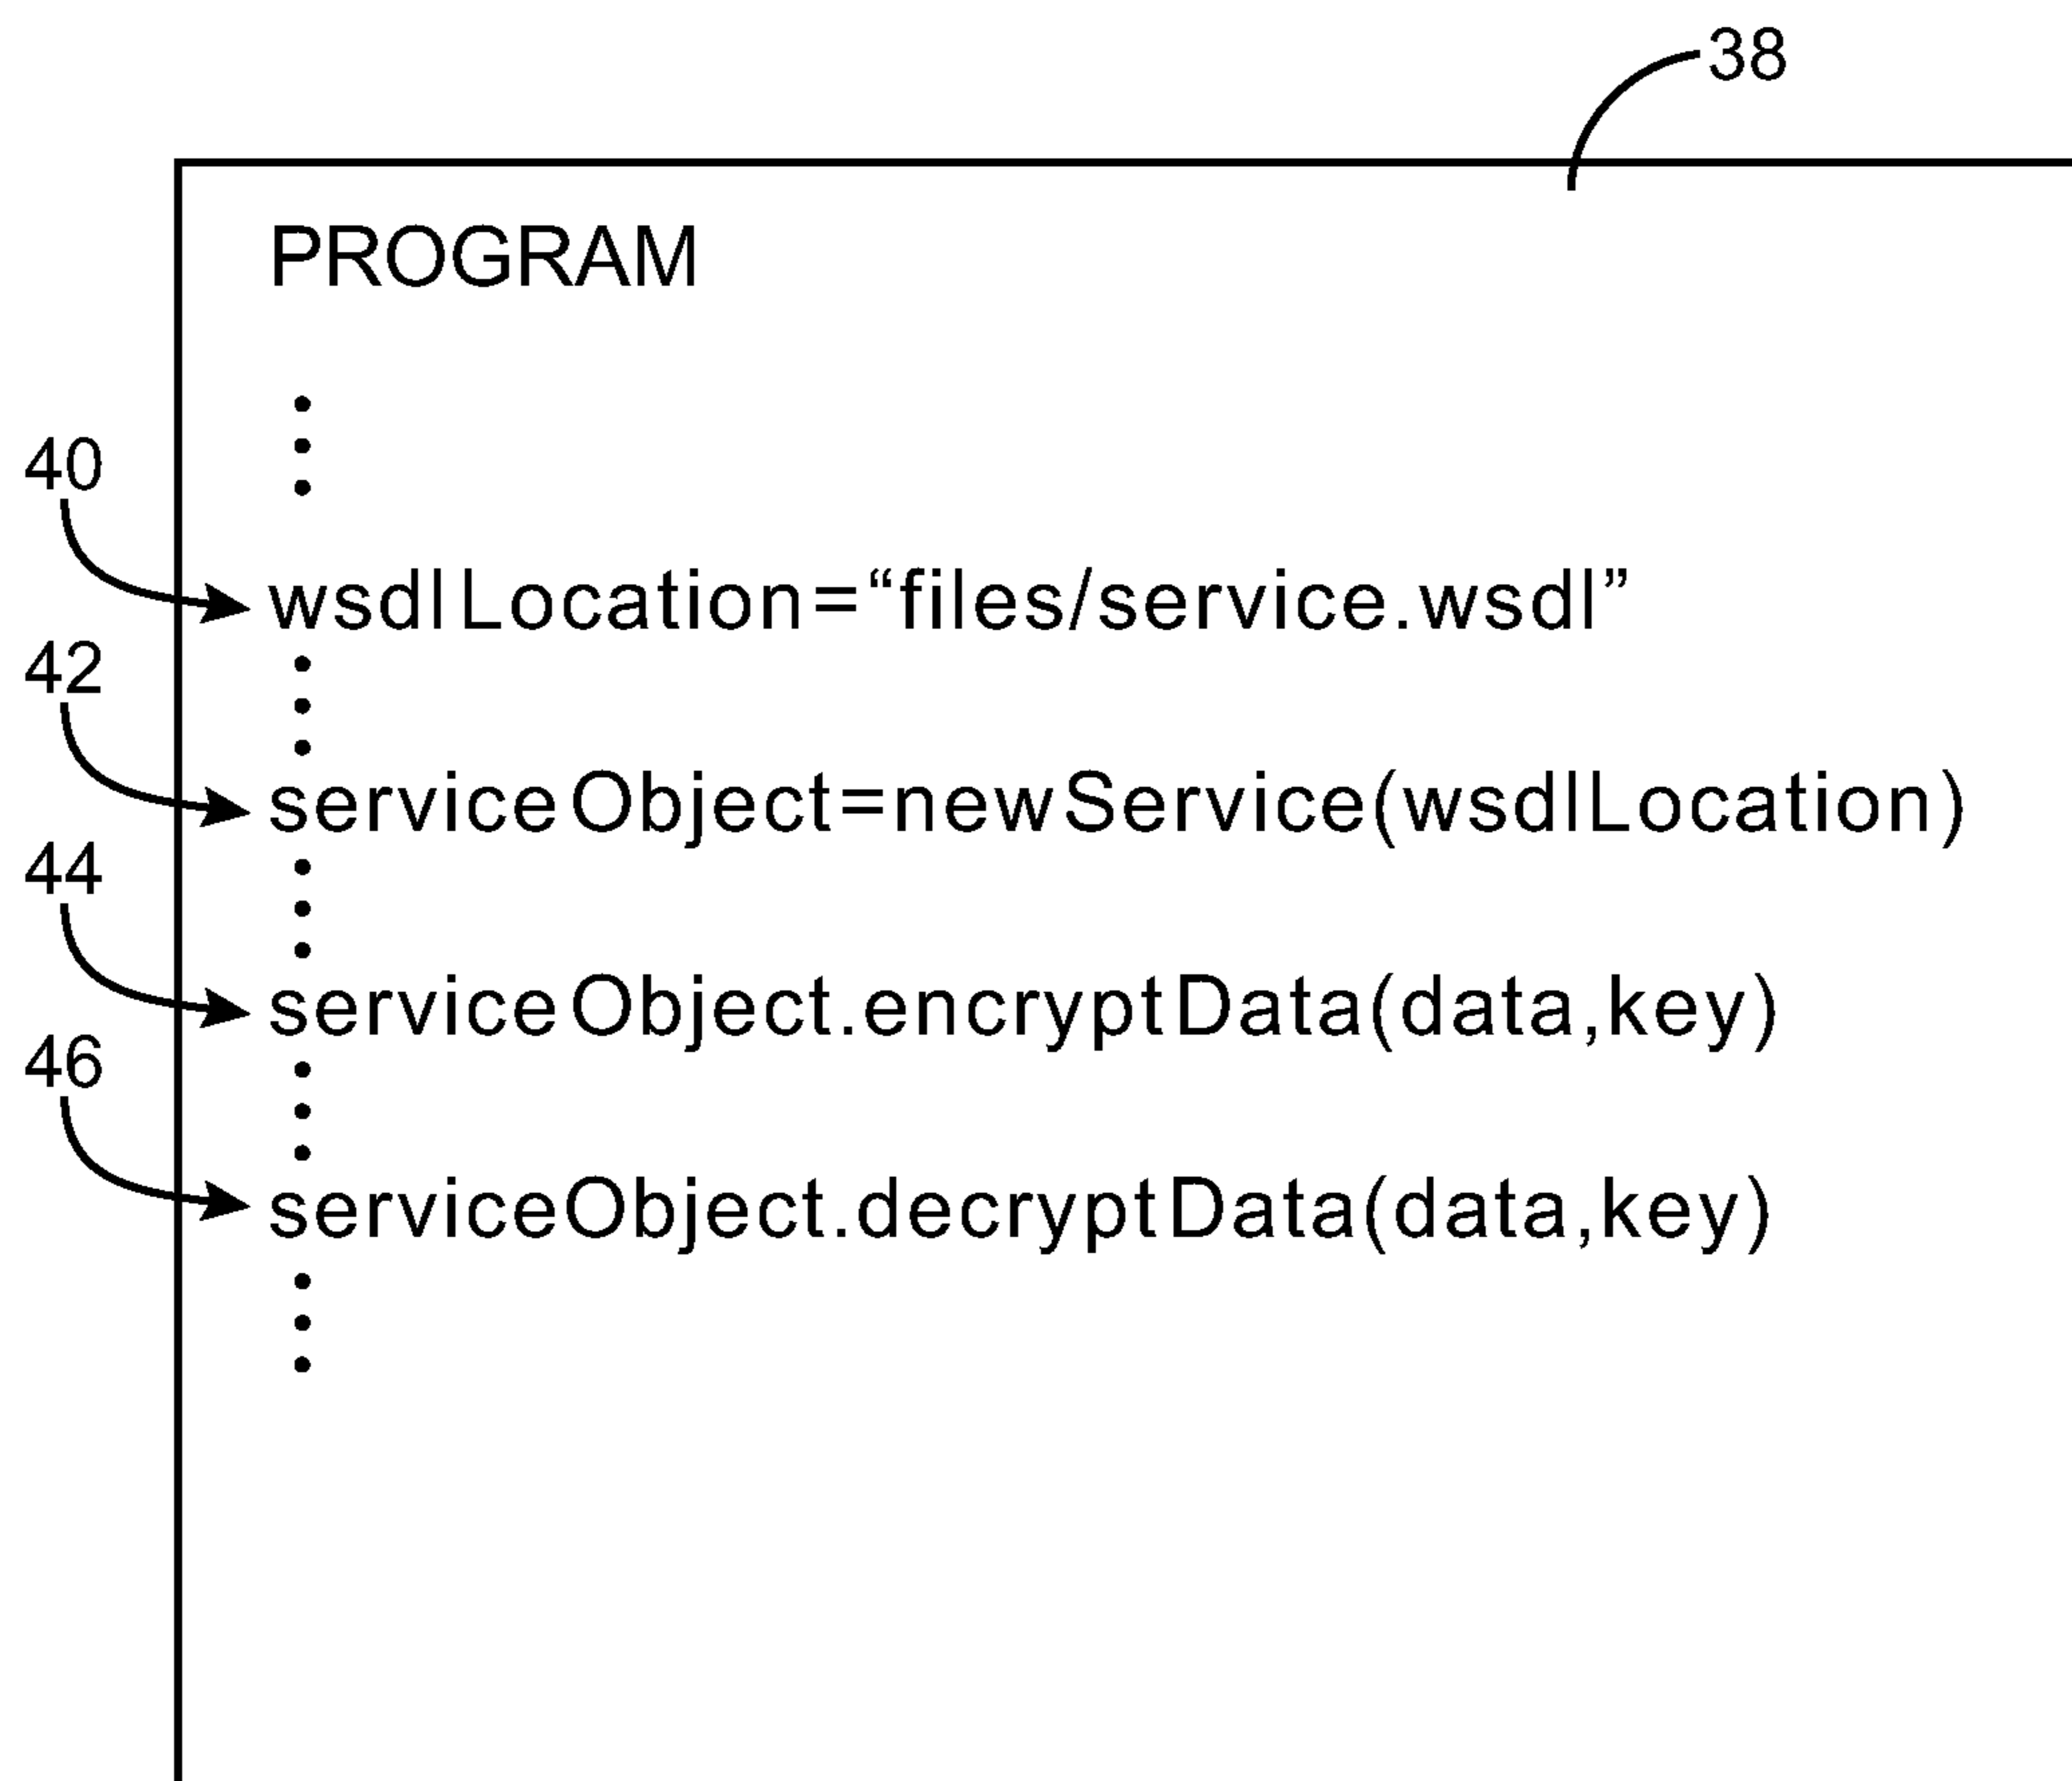 38
PROGRAM
40
wsdlLocation=“files/service.wsdl”
42
serviceObject=newService(wsdlLocation)
44
serviceObject.encryptData(data,key)
46
serviceObject.decryptData(data,key)